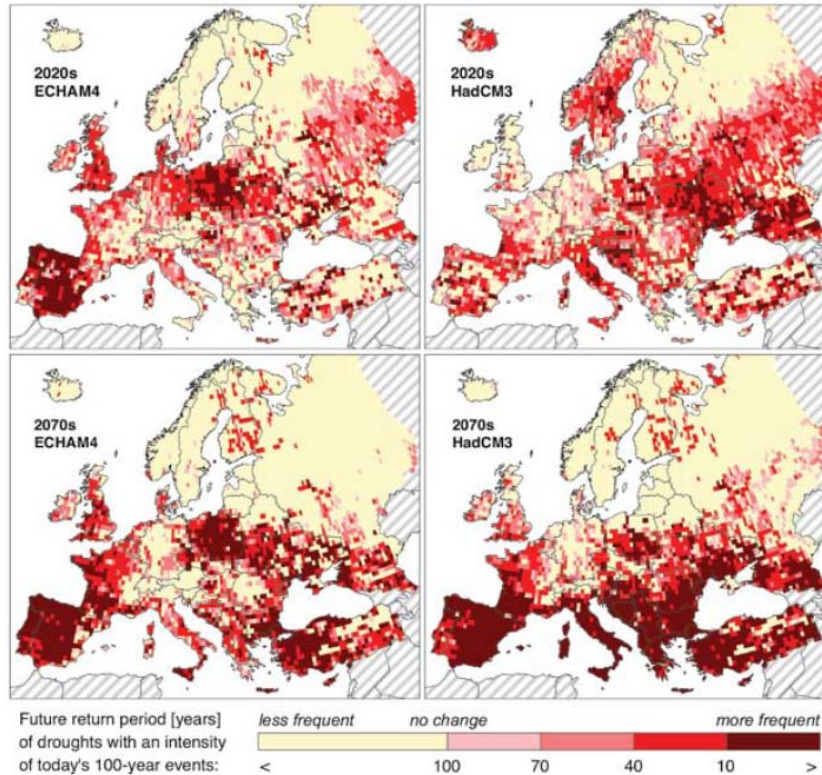 2020s
ECHAM4
2020s
HadCM3
2070s
ECHAM4
2070s
HadCM3
Future return period [years]
of droughts with an intensity
of today's 100-year events:
less frequent no change more frequent
< 100 70 40 10 >